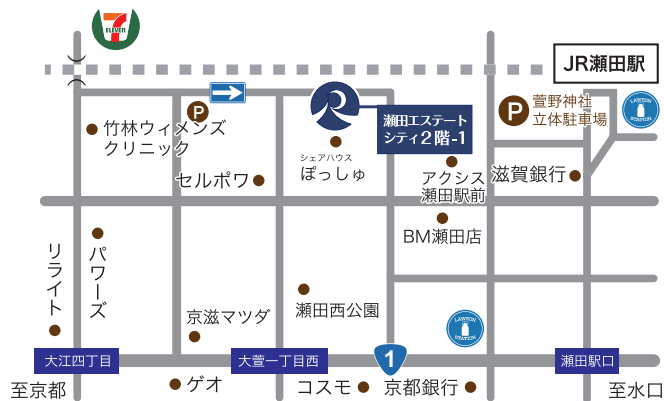 7
ELEVEN
JR瀬田駅
P
竹林ウィメンズ
クリニック
瀬田エステート
シティ2階-1
P
萱野神社
立体駐車場
LAWSON
STATION
シェアハウス
ぽっしゅ
セルポワ
アクシス
瀬田駅前
滋賀銀行
BM瀬田店
リライト
パワーズ
京滋マツダ
瀬田西公園
LAWSON
STATION
大江四丁目
大萱一丁目西
1
瀬田駅口
至京都
ゲオ
コスモ
京都銀行
至水口